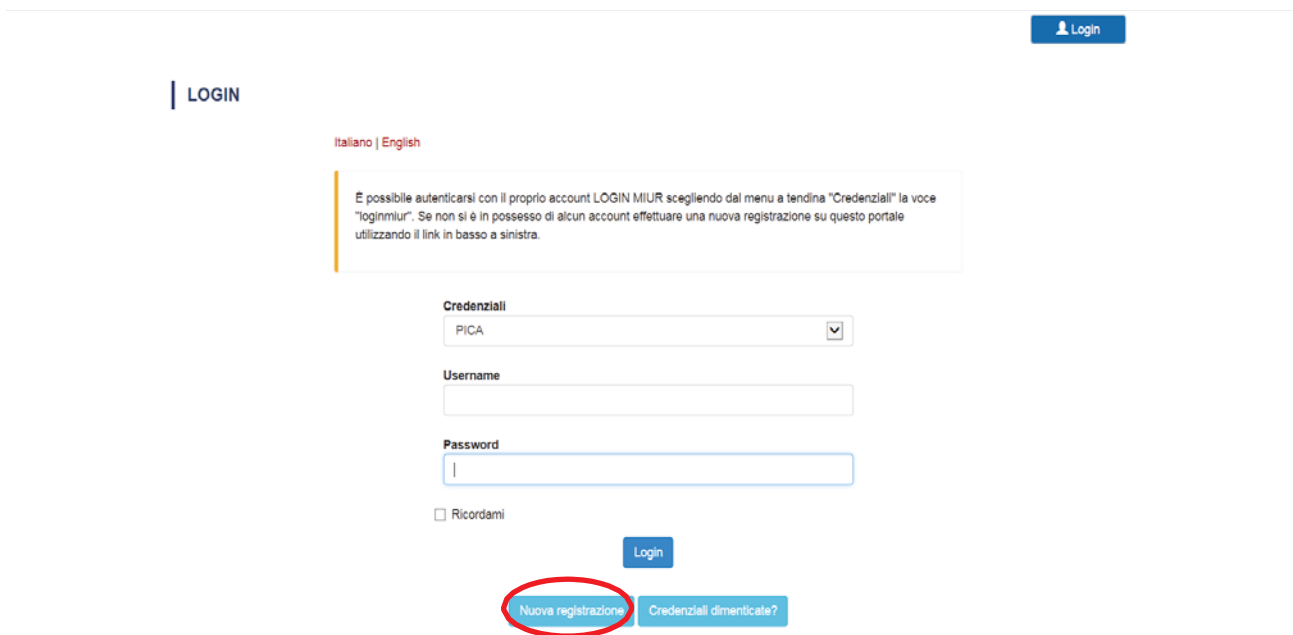 Login
LOGIN
Italiano | English
È possibile autenticarsi con il proprio account LOGIN MIUR scegliendo dal menu a tendina "Credenziali" la voce
"loginmiur". Se non si è in possesso di alcun account effettuare una nuova registrazione su questo portale
utilizzando il link in basso a sinistra.
Credenziali
PICA
Username
Password
Ricordami
Login
Nuova registrazione Credenziali dimenticate?